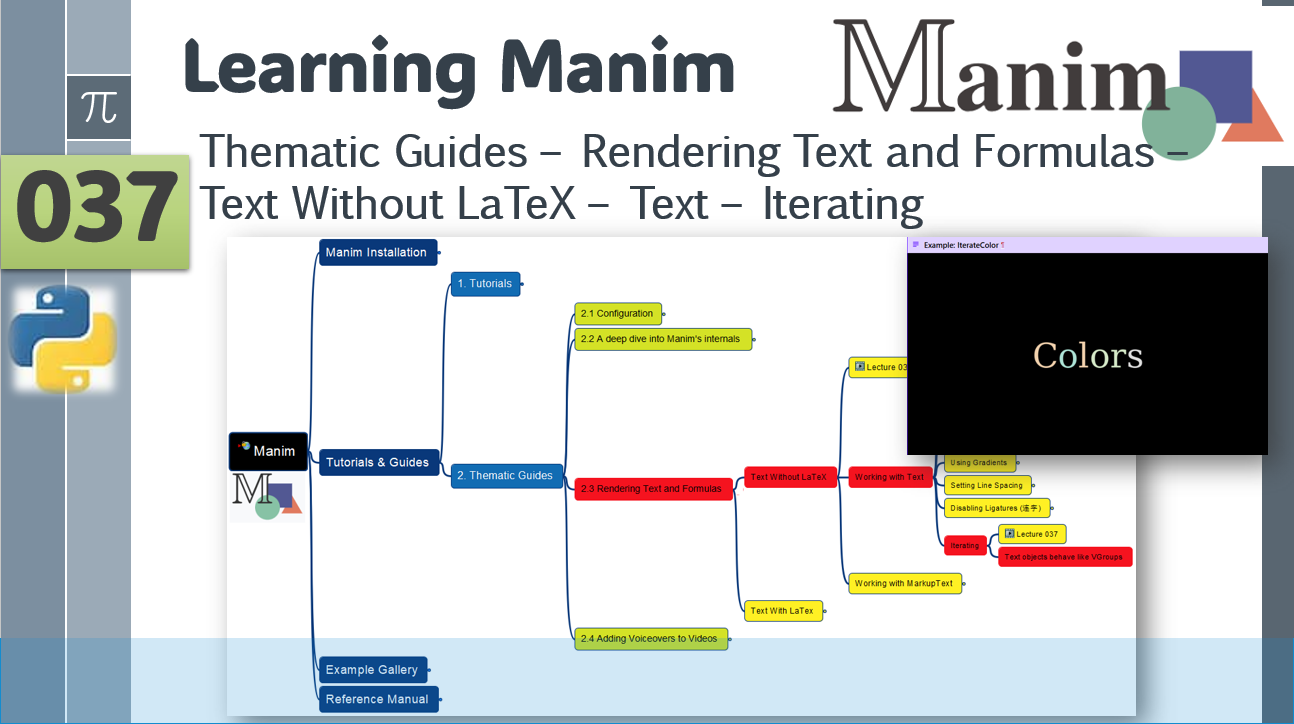 Learning Manim
Manim
π
Thematic Guides – Rendering Text and Formulas –
037
Text Without LaTeX – Text – Iterating
Manim Installation
Example: IterateColor ¶
1. Tutorials
2.1 Configuration
2.2 A deep dive into Manim's internals
Colors
Lecture 03
Manim
Tutorials & Guides
2. Thematic Guides
2.3 Rendering Text and Formulas
Text Without LaTeX
Working with Text
Using Gradients
Setting Line Spacing
Disabling Ligatures (連字)
Iterating
Lecture 037
Text objects behave like VGroups
M
Working with MarkupText
Text With LaTex
2.4 Adding Voiceovers to Videos
Example Gallery
Reference Manual